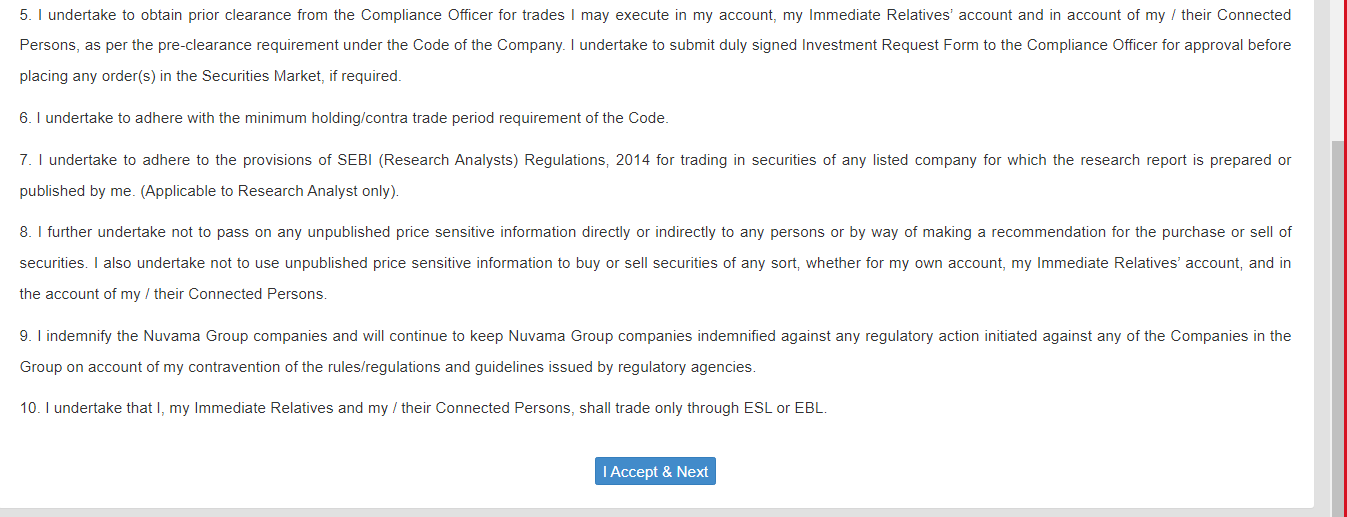 5. I undertake to obtain prior clearance from the Compliance Officer for trades I may execute in my account, my Immediate Relatives' account and in account of my / their Connected
Persons, as per the pre-clearance requirement under the Code of the Company. I undertake to submit duly signed Investment Request Form to the Compliance Officer for approval before
placing any order(s) in the Securities Market, if required.
6. I undertake to adhere with the minimum holding/contra trade period requirement of the Code.
7. I undertake to adhere to the provisions of SEBI (Research Analysts) Regulations, 2014 for trading in securities of any listed company for which the research report is prepared or
published by me. (Applicable to Research Analyst only).
8. I further undertake not to pass on any unpublished price sensitive information directly or indirectly to any persons or by way of making a recommendation for the purchase or sell of
securities. I also undertake not to use unpublished price sensitive information to buy or sell securities of any sort, whether for my own account, my Immediate Relatives' account, and in
the account of my / their Connected Persons.
9. I indemnify the Nuvama Group companies and will continue to keep Nuvama Group companies indemnified against any regulatory action initiated against any of the Companies in the
Group on account of my contravention of the rules/regulations and guidelines issued by regulatory agencies.
10. I undertake that I, my Immediate Relatives and my / their Connected Persons, shall trade only through ESL or EBL.
I Accept & Next